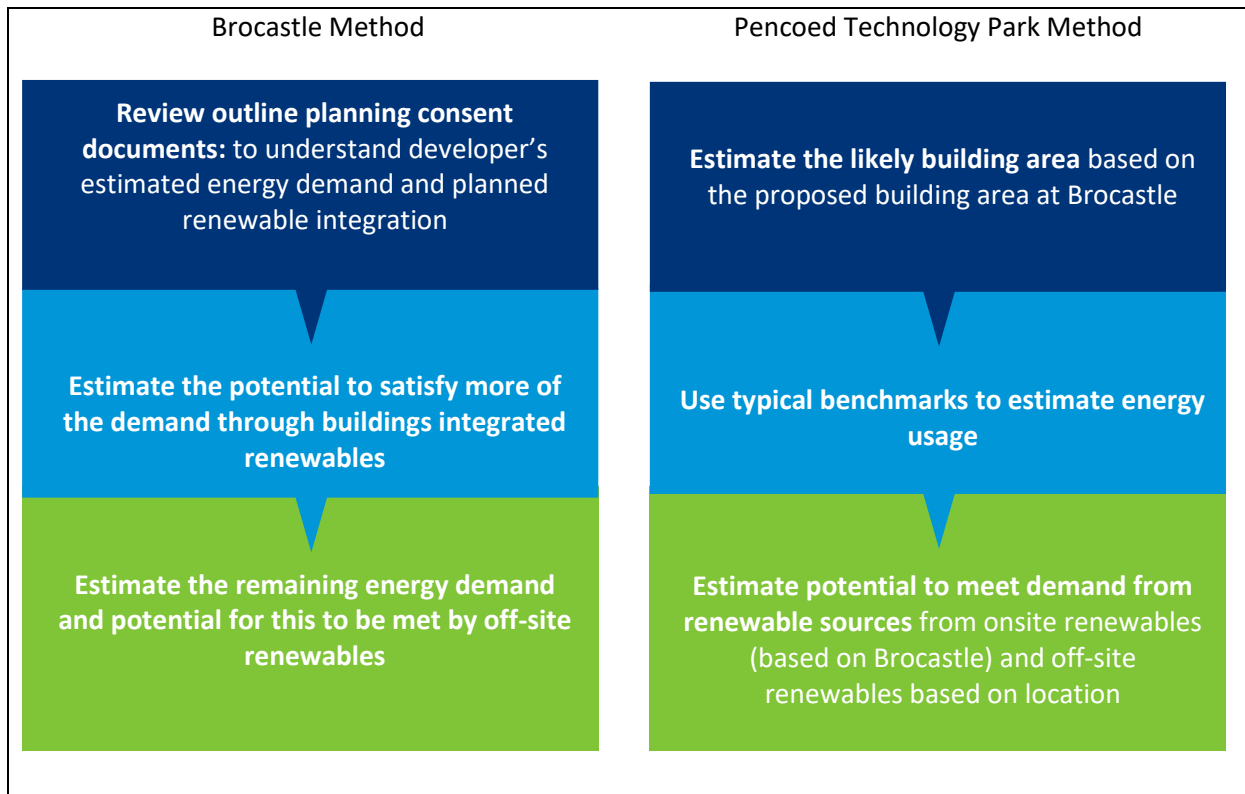 Brocastle Method
Review outline planning consent
documents: to understand developer's
estimated energy demand and planned
renewable integration
Estimate the potential to satisfy more of
the demand through buildings integrated
renewables
Estimate the remaining energy demand
and potential for this to be met by off-site
renewables
Pencoed Technology Park Method
Estimate the likely building area based on
the proposed building area at Brocastle
Use typical benchmarks to estimate energy
usage
Estimate potential to meet demand from
renewable sources from onsite renewables
(based on Brocastle) and off-site
renewables based on location